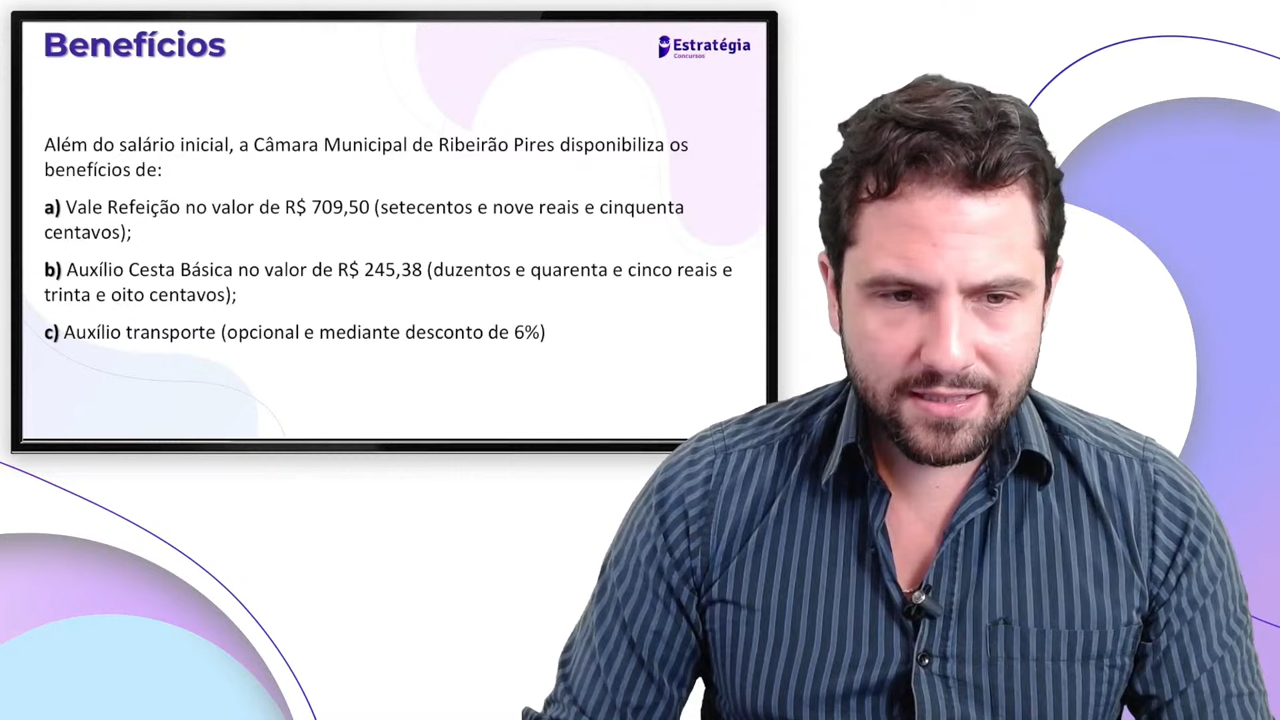 Benefícios
Estratégia
Concursos
Além do salário inicial, a Câmara Municipal de Ribeirão Pires disponibiliza os
benefícios de:
a) Vale Refeição no valor de R$ 709,50 (setecentos e nove reais e cinquenta
centavos);
b) Auxílio Cesta Básica no valor de R$ 245,38 (duzentos e quarenta e cinco reais e
trinta e oito centavos);
c) Auxílio transporte (opcional e mediante desconto de 6%)